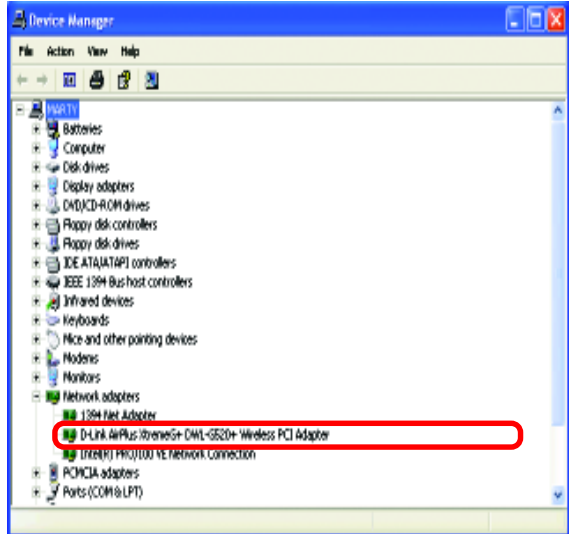 Device Manager
File Action View Help
MARTY
Batteries
Computer
Disk drives
Display adapters
DVD/CD-ROM drives
Floppy disk controllers
Floppy disk drives
IDE ATA/ATAPI controllers
IEEE 1394 Bus host controllers
Infrared devices
Keyboards
Mice and other pointing devices
Modems
Monitors
Network adapters
1394 Net Adapter
D-Link AirPlus XtremeG+ DWL-G520+ Wireless PCI Adapter
Intel(R) PRO/100 VE Network Connection
PCMCIA adapters
Ports (COM & LPT)